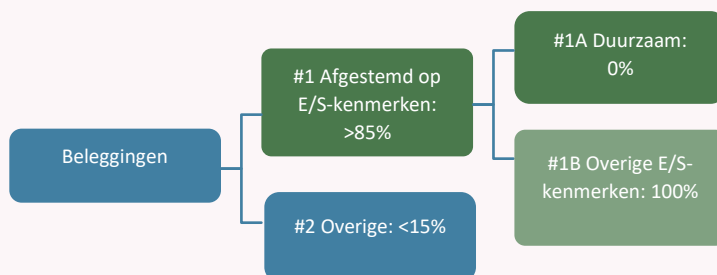 #1A Duurzaam:
0%
#1 Afgestemd op
E/S-kenmerken:
>85%
Beleggingen
#1B Overige E/S-
kenmerken: 100%
#2 Overige: <15%